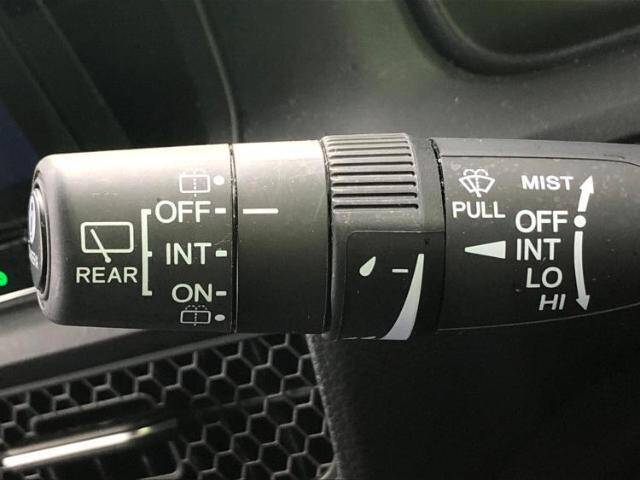 REAR
OFF
INT
ON
PULL
MIST
OFF
INT
LO
HI